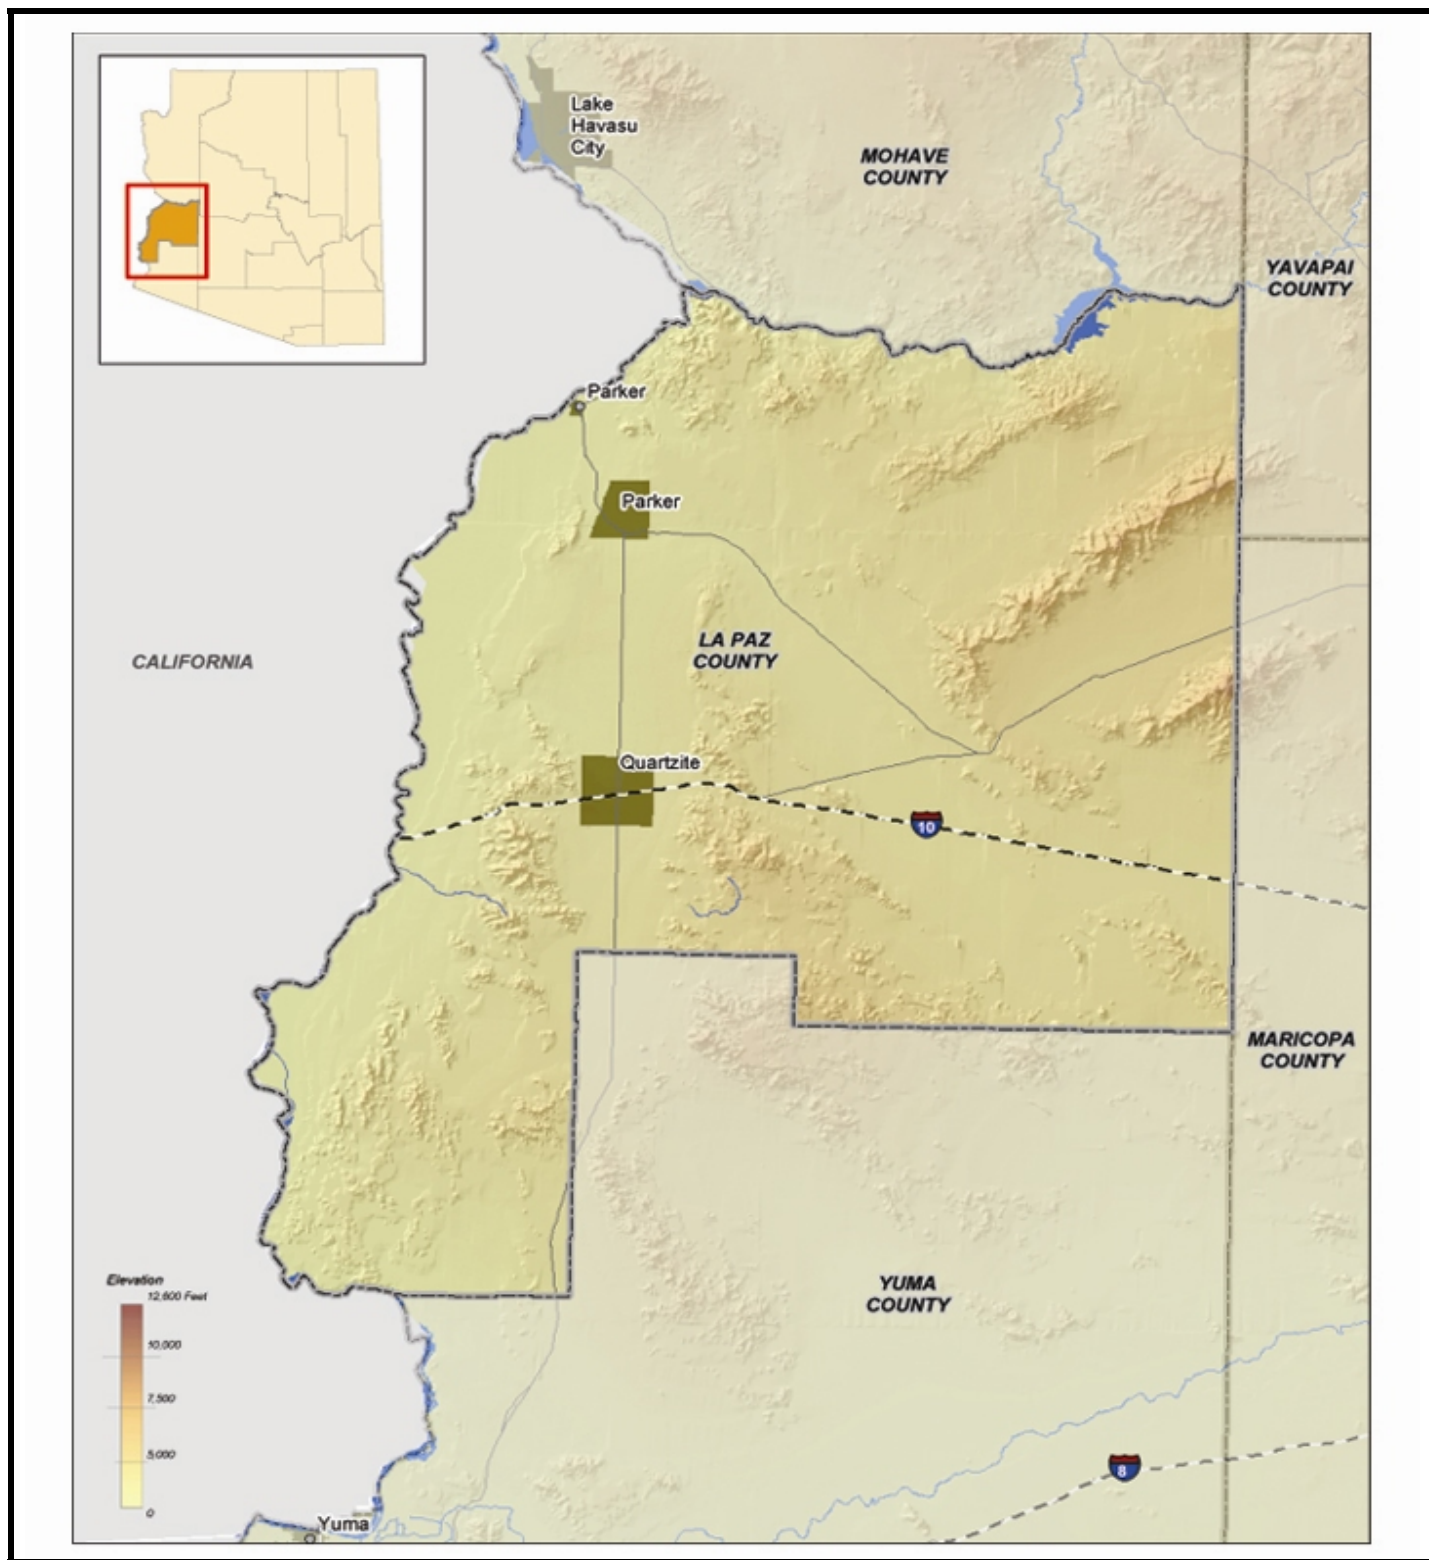 Lake
Havasu
City
MOHAVE
COUNTY
YAVAPAI
COUNTY
Parker
Parker
LA PAZ
COUNTY
CALIFORNIA
Quartzite
10
MARICOPA
COUNTY
Elevation
12,600 Feet
10,000
7,500
5,000
0
YUMA
COUNTY
8
Yuma